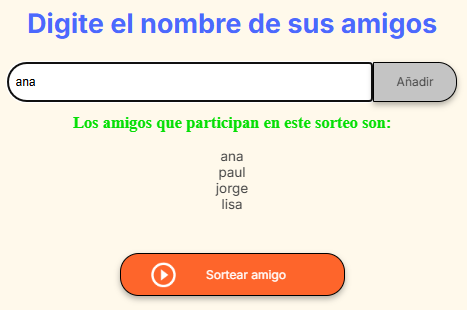 Digite el nombre de sus amigos
ana
Añadir
Los amigos que participan en este sorteo son:
ana
paul
jorge
lisa
Sortear amigo